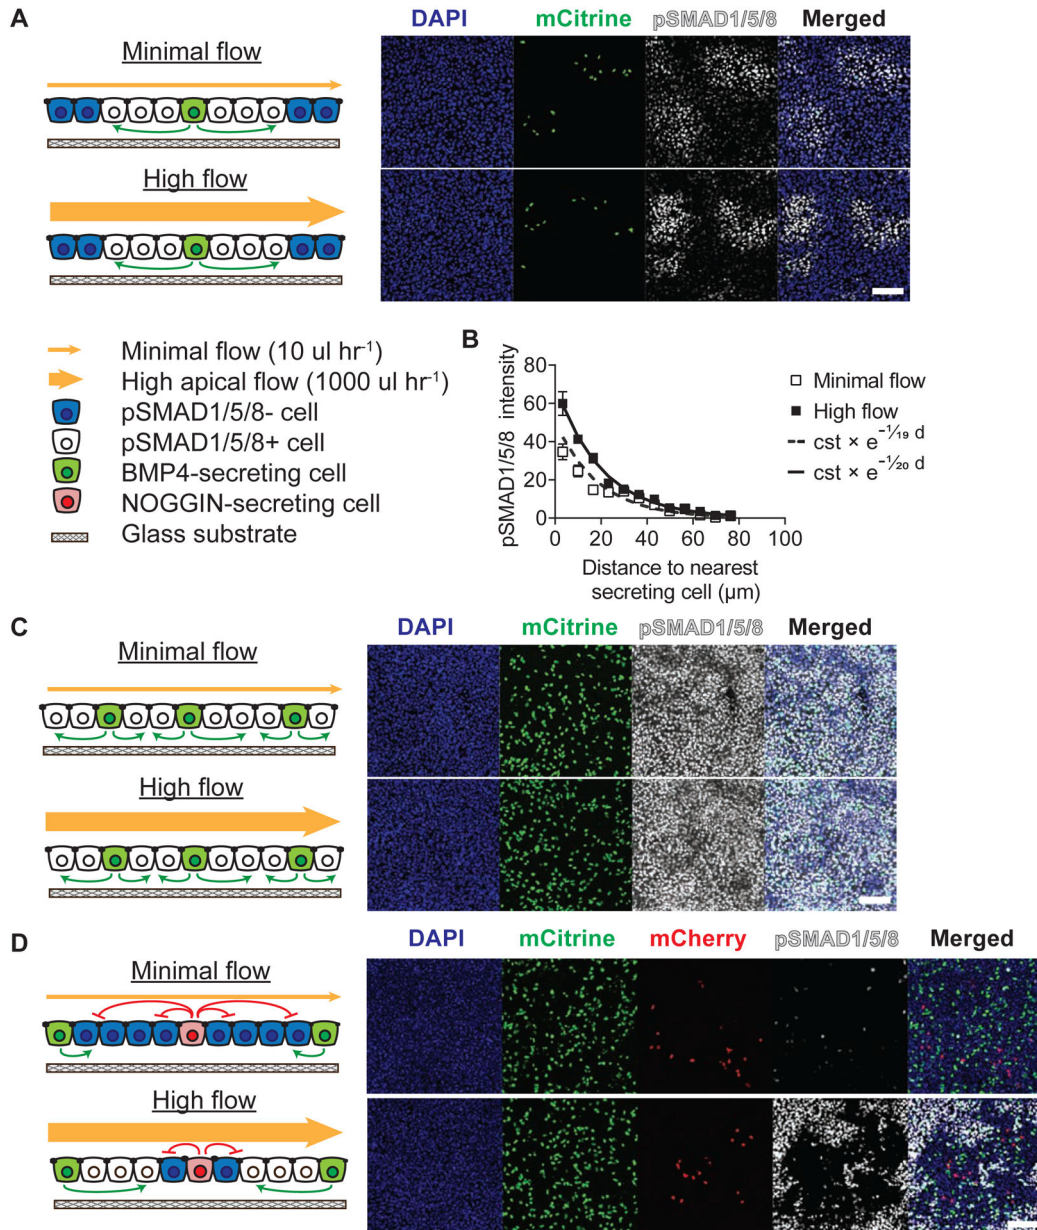 A
Minimal flow
High flow
DAPI mCitrine pSMAD1/5/8 Merged
Minimal flow (10 ul hr-1)
High apical flow (1000 ul hr-1)
pSMAD1/5/8- cell
pSMAD1/5/8+ cell
BMP4-secreting cell
NOGGIN-secreting cell
Glass substrate
B
pSMAD1/5/8 intensity
80
60
40
20
0
0 20 40 60 80 100
Distance to nearest
secreting cell (µm)
Minimal flow
High flow
cst × e-1/19 d
cst × e-1/20 d
C
Minimal flow
High flow
DAPI mCitrine pSMAD1/5/8 Merged
D
Minimal flow
High flow
DAPI mCitrine mCherry pSMAD1/5/8 Merged